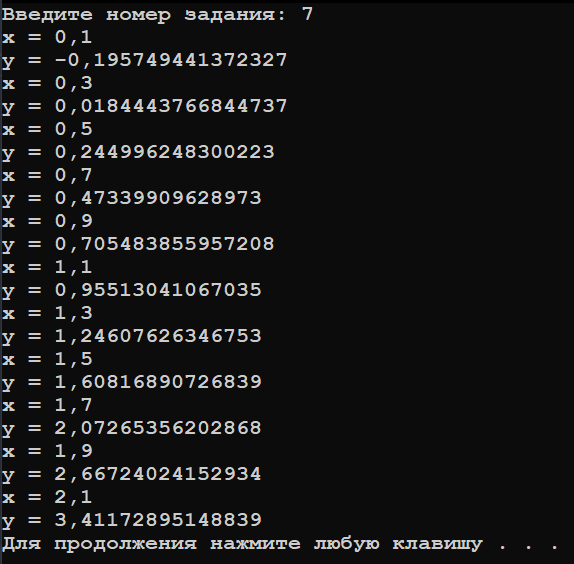 Введите номер задания: 7
x = 0,1
y = -0,195749441372327
x = 0,3
y = 0,0184443766844737
x = 0,5
y = 0,244996248300223
x = 0,7
y = 0,47339909628973
x = 0,9
y = 0,705483855957208
x = 1,1
y = 0,95513041067035
x = 1,3
y = 1,24607626346753
x = 1,5
y = 1,60816890726839
x = 1,7
y = 2,07265356202868
x = 1,9
y = 2,66724024152934
x = 2,1
y = 3,41172895148839
Для продолжения нажмите любую клавишу . . .